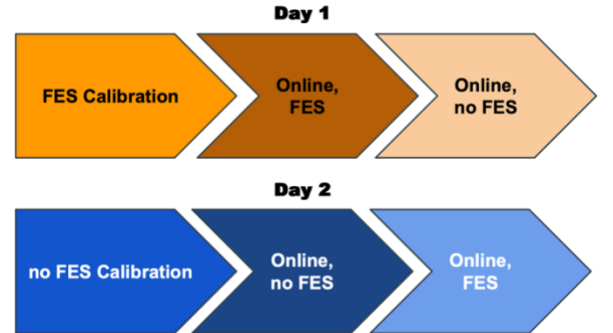 Day 1
FES Calibration
Online,
FES
Online,
no FES
Day 2
no FES Calibration
Online,
no FES
Online,
FES